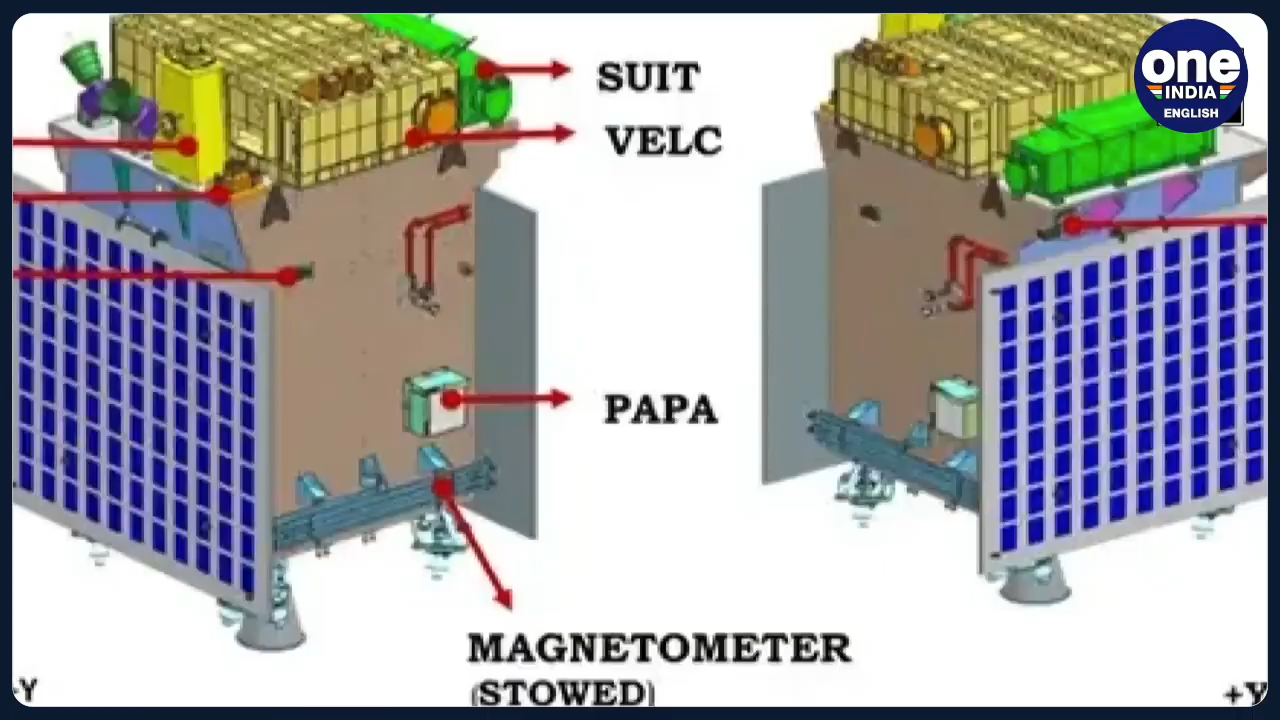 one
INDIA
ENGLISH
SUIT
VELC
PAPA
MAGNETOMETER
(STOWED)
-Y
+Y